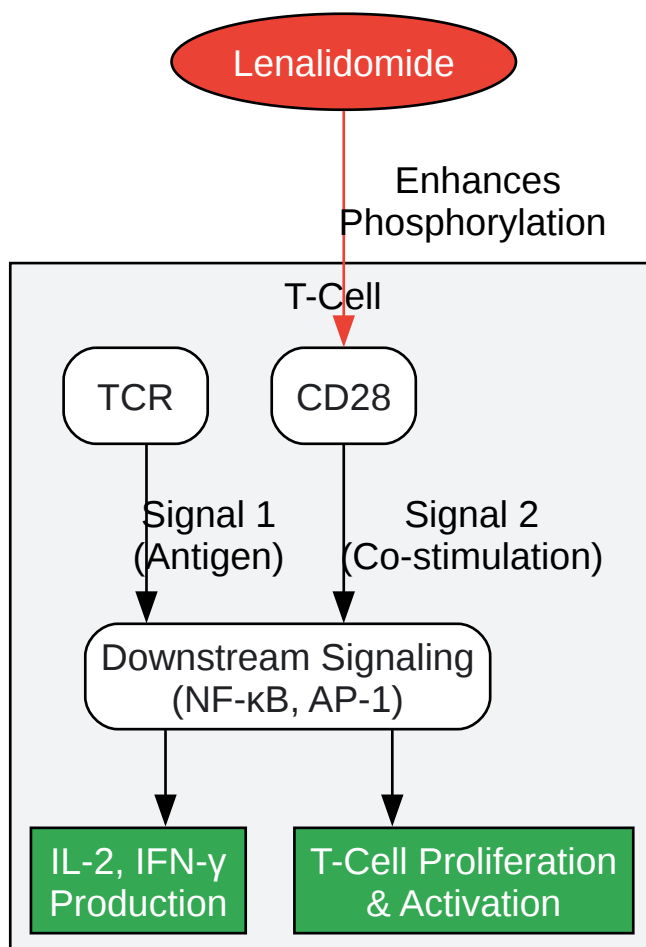 Lenalidomide
Enhances
Phosphorylation
T-Cell
TCR
CD28
Signal 1
(Antigen)
Signal 2
(Co-stimulation)
Downstream Signaling
(NF-κB, AP-1)
IL-2, IFN-γ
Production
T-Cell Proliferation
& Activation